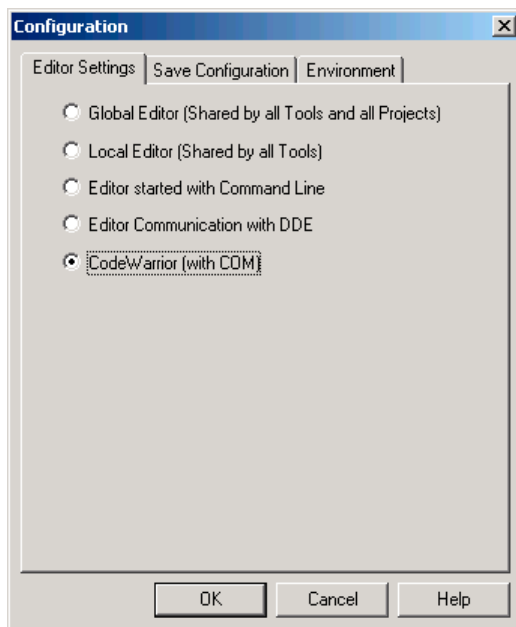 Configuration
Editor Settings Save Configuration Environment
Global Editor (Shared by all Tools and all Projects)
Local Editor (Shared by all Tools)
Editor started with Command Line
Editor Communication with DDE
CodeWarrior (with COM)
OK Cancel Help